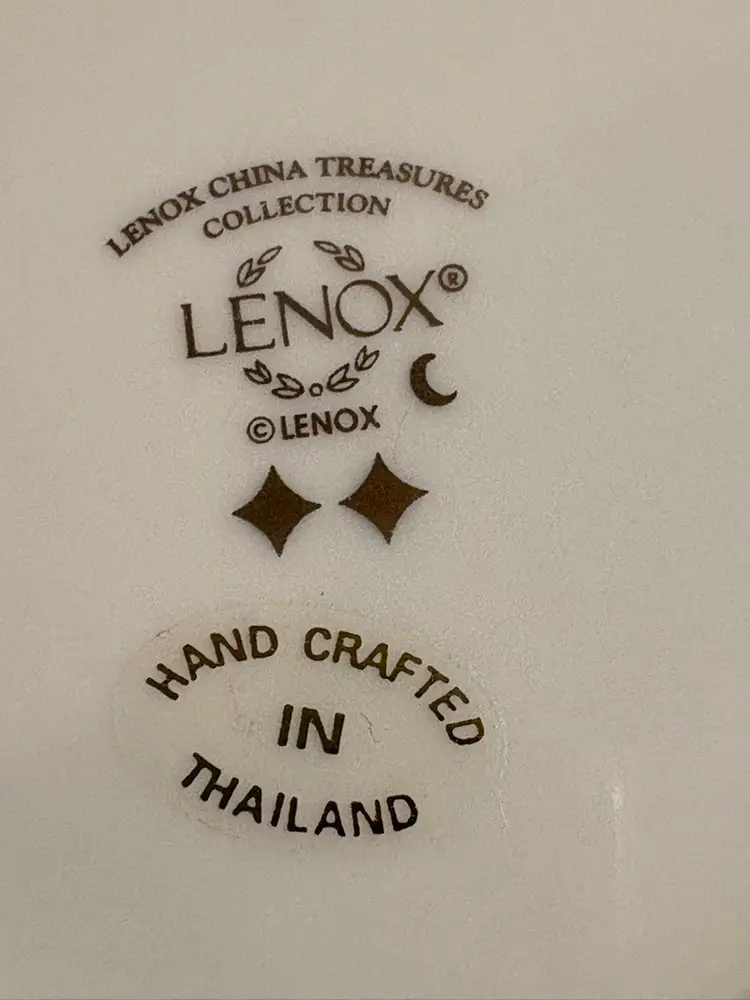 LENOX CHINA TREASURES
COLLECTION
LENOX®
©LENOX
HAND CRAFTED
IN
THAILAND